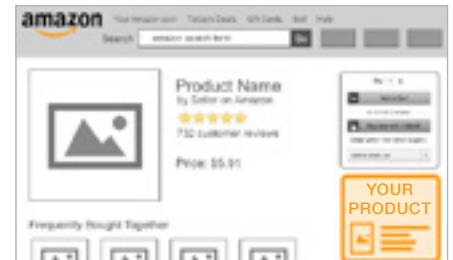 amazon
Your Amazon.com Today's Deals Gift Cards Sell Help
Search amazon search here Go
Product Name
by Seller on Amazon
732 customer reviews
Price: $5.91
YOUR
PRODUCT
Frequently Bought Together